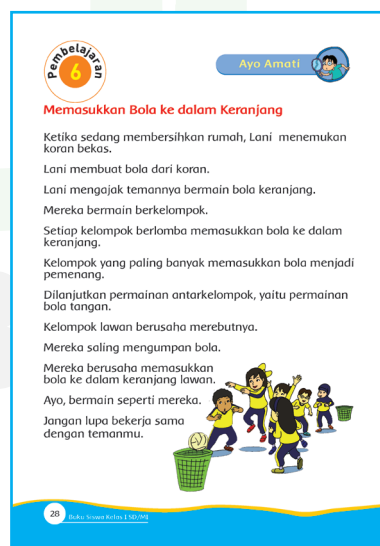 Pembelajaran
6
Ayo Amati
Memasukkan Bola ke dalam Keranjang
Ketika sedang membersihkan rumah, Lani menemukan
koran bekas.
Lani membuat bola dari koran.
Lani mengajak temannya bermain bola keranjang.
Mereka bermain berkelompok.
Setiap kelompok berlomba memasukkan bola ke dalam
keranjang.
Kelompok yang paling banyak memasukkan bola menjadi
pemenang.
Dilanjutkan permainan antarkelompok, yaitu permainan
bola tangan.
Kelompok lawan berusaha merebutnya.
Mereka saling mengumpan bola.
Mereka berusaha memasukkan
bola ke dalam keranjang lawan.
Ayo, bermain seperti mereka.
Jangan lupa bekerja sama
dengan temanmu.
28
Buku Siswa Kelas I SD/MI